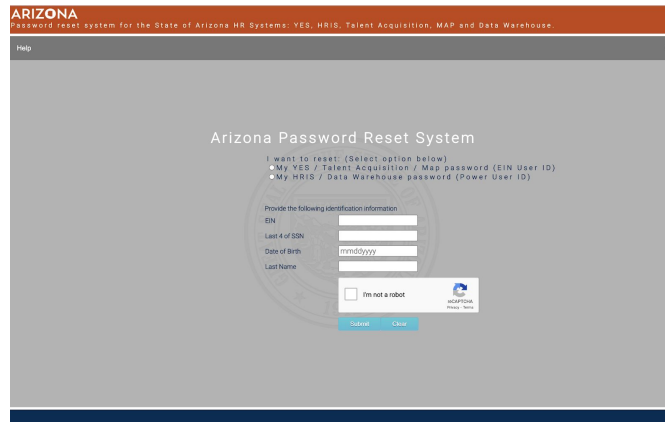 ARIZONA
Password reset system for the State of Arizona HR Systems: YES, HRIS, Talent Acquisition, MAP and Data Warehouse.
Help
Arizona Password Reset System
I want to reset: (Select option below)
My YES / Talent Acquisition / Map password (EIN User ID)
My HRIS / Data Warehouse password (Power User ID)
Provide the following identification information
EIN
Last 4 of SSN
Date of Birth mmddyyyy
Last Name
I'm not a robot
reCAPTCHA
Privacy - Terms
Submit Clear